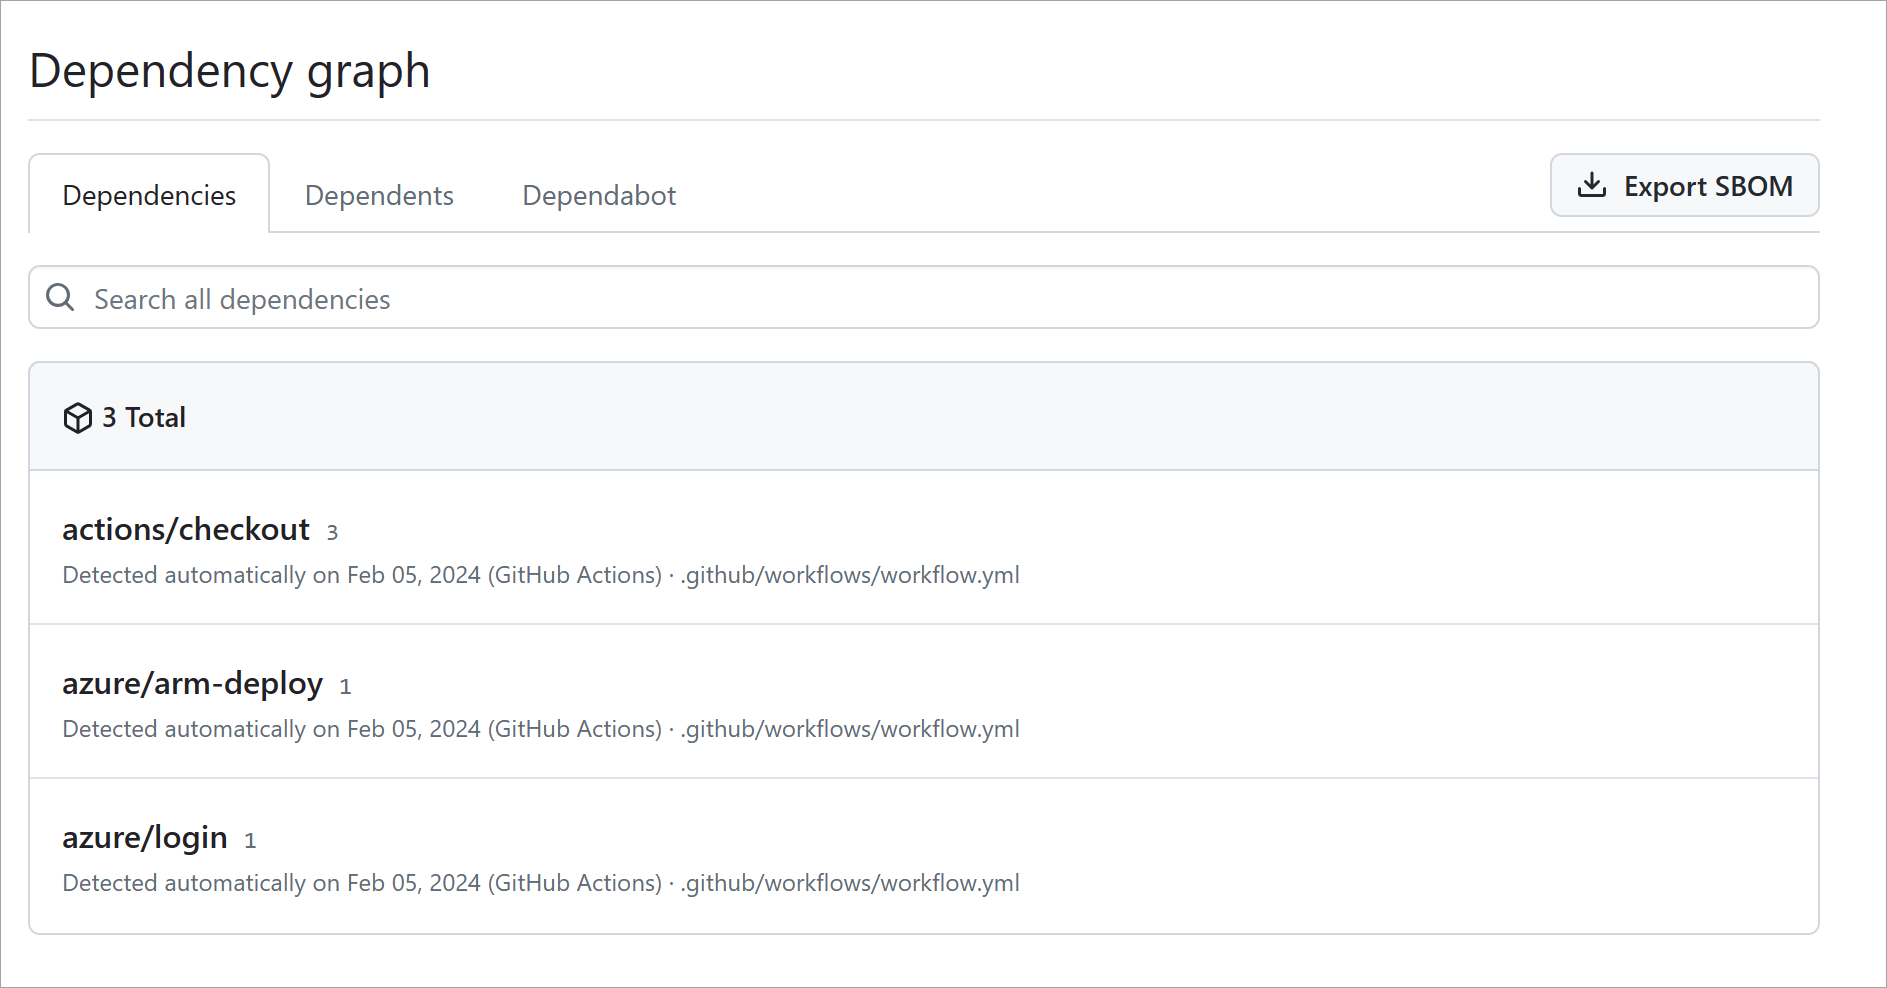 Dependency graph
Dependencies Dependents Dependabot Export SBOM
Search all dependencies
3 Total
actions/checkout 3
Detected automatically on Feb 05, 2024 (GitHub Actions) · .github/workflows/workflow.yml
azure/arm-deploy 1
Detected automatically on Feb 05, 2024 (GitHub Actions) · .github/workflows/workflow.yml
azure/login 1
Detected automatically on Feb 05, 2024 (GitHub Actions) · .github/workflows/workflow.yml